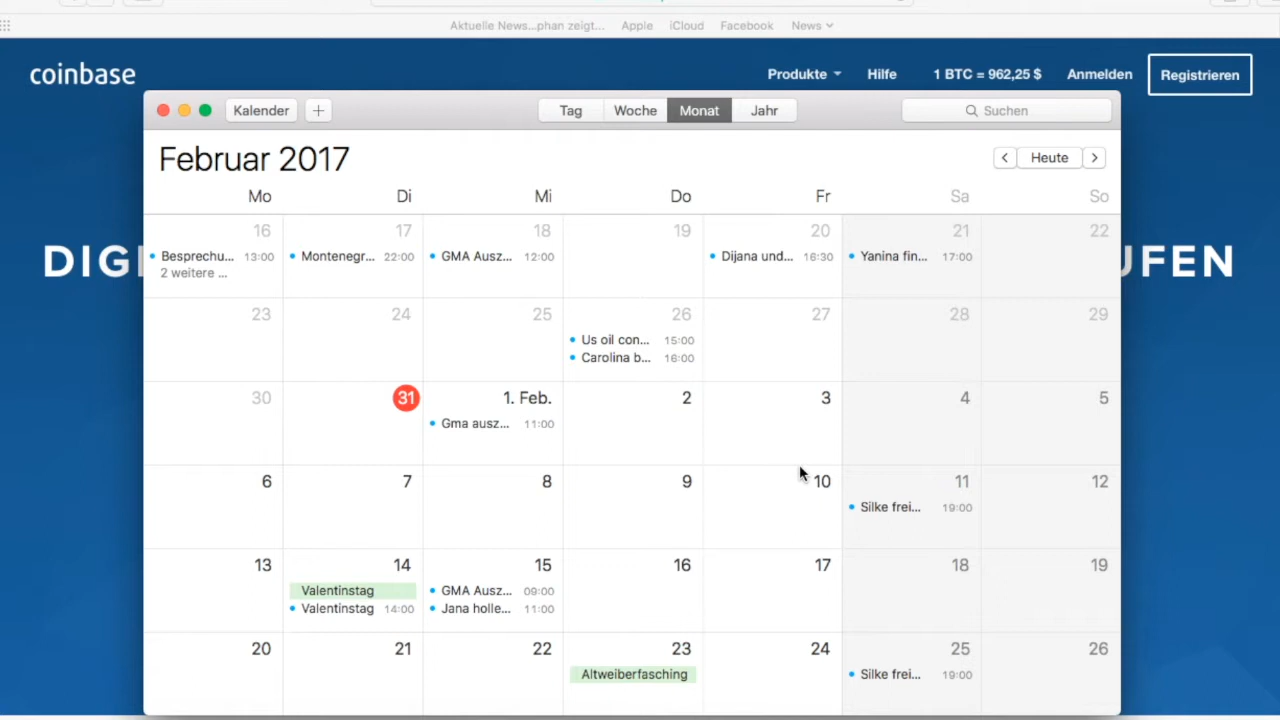 Aktuelle News...phan zeigt... Apple iCloud Facebook News
coinbase Produkte Hilfe 1 BTC = 962,25 $ Anmelden Registrieren
Kalender + Tag Woche Monat Jahr Suchen
Februar 2017 Heute
Mo Di Mi Do Fr Sa So
DIGI
UFEN
16 17 18 19 20 21 22
Besprechu... 13:00 Montenegr... 22:00 GMA Ausz... 12:00 Dijana und... 16:30 Yanina fin... 17:00
2 weitere ...
23 24 25 26 27 28 29
Us oil con... 15:00
Carolina b... 16:00
30 31 1. Feb. 2 3 4 5
Gma ausz... 11:00
6 7 8 9 10 11 12
Silke frei... 19:00
13 14 15 16 17 18 19
Valentinstag GMA Ausz... 09:00
Valentinstag 14:00 Jana holle... 11:00
20 21 22 23 24 25 26
Altweiberfasching Silke frei... 19:00